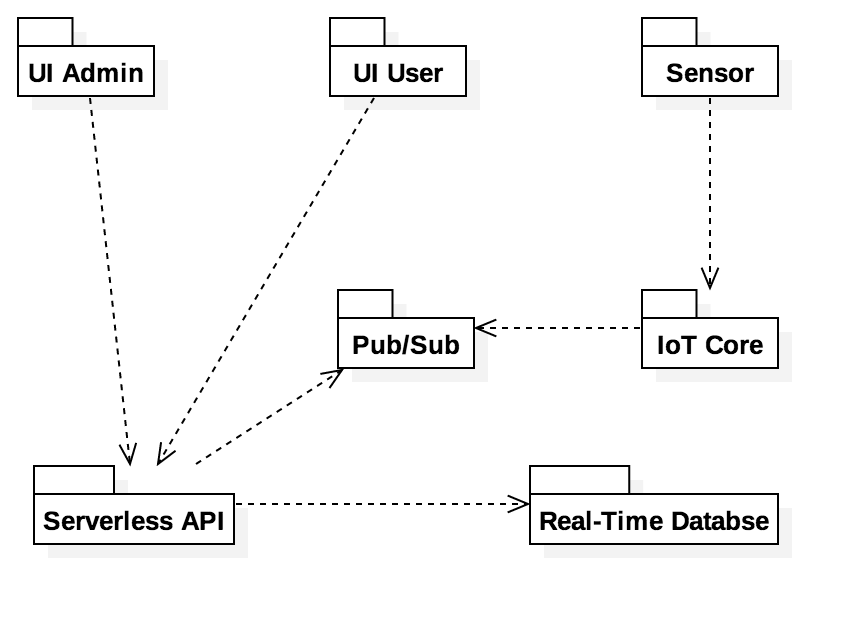 UI Admin
UI User
Sensor
Pub/Sub
IoT Core
Serverless API
Real-Time Databse